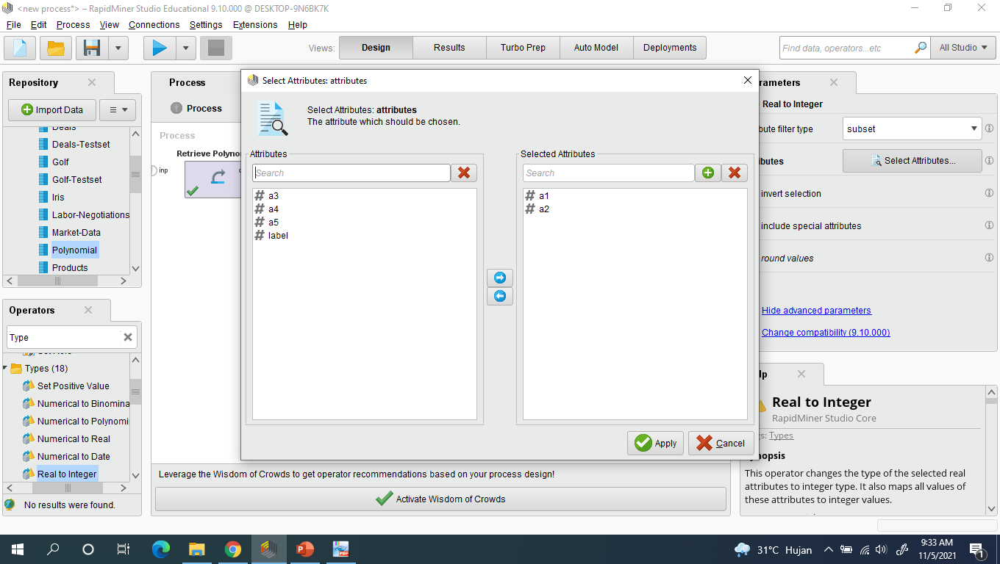 <new process*> – RapidMiner Studio Educational 9.10.000 @ DESKTOP-9N6BK7K
File Edit Process View Connections Settings Extensions Help
Views: Design Results Turbo Prep Auto Model Deployments
Find data, operators...etc
All Studio
Repository
Import Data
Deals
Deals-Testset
Golf
Golf-Testset
Iris
Labor-Negotiations
Market-Data
Polynomial
Products
Operators
Type
Types (18)
Set Positive Value
Numerical to Binomina
Numerical to Polynomi
Numerical to Real
Numerical to Date
Real to Integer
No results were found.
Process
Process
Process
Retrieve Polyno
inp
Select Attributes: attributes
Select Attributes: attributes
The attribute which should be chosen.
Attributes
Search
# a3
# a4
# a5
# label
Selected Attributes
Search
# a1
# a2
Apply
Cancel
Leverage the Wisdom of Crowds to get operator recommendations based on your process design!
Activate Wisdom of Crowds
rameters
Real to Integer
bute filter type
subset
ibutes
Select Attributes...
invert selection
include special attributes
round values
Hide advanced parameters
Change compatibility (9.10.000)
lp
Real to Integer
RapidMiner Studio Core
gs: Types
nopsis
This operator changes the type of the selected real
attributes to integer type. It also maps all values of
these attributes to integer values.
31°C Hujan
9:33 AM
11/5/2021
1